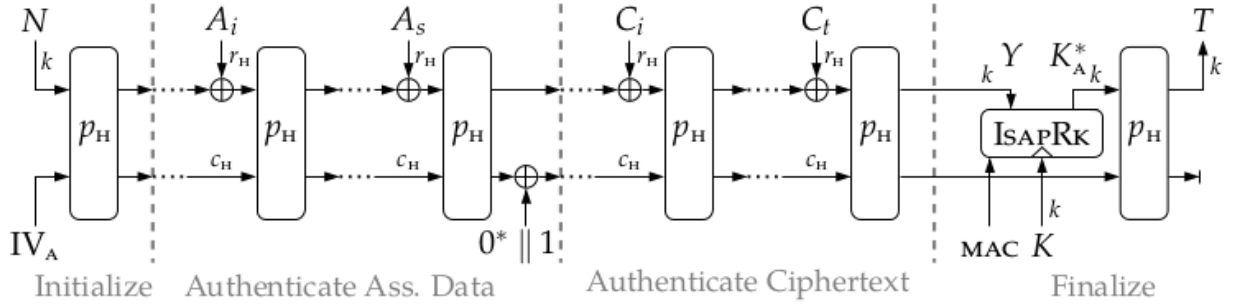 N A_i A_s C_i C_t T
k r_H r_H r_H r_H Y K*_A k
k k
p_H p_H p_H p_H p_H ISAPRK p_H
c_H c_H c_H c_H
k
IV_A 0* ∥ 1 MAC K
Initialize Authenticate Ass. Data Authenticate Ciphertext Finalize